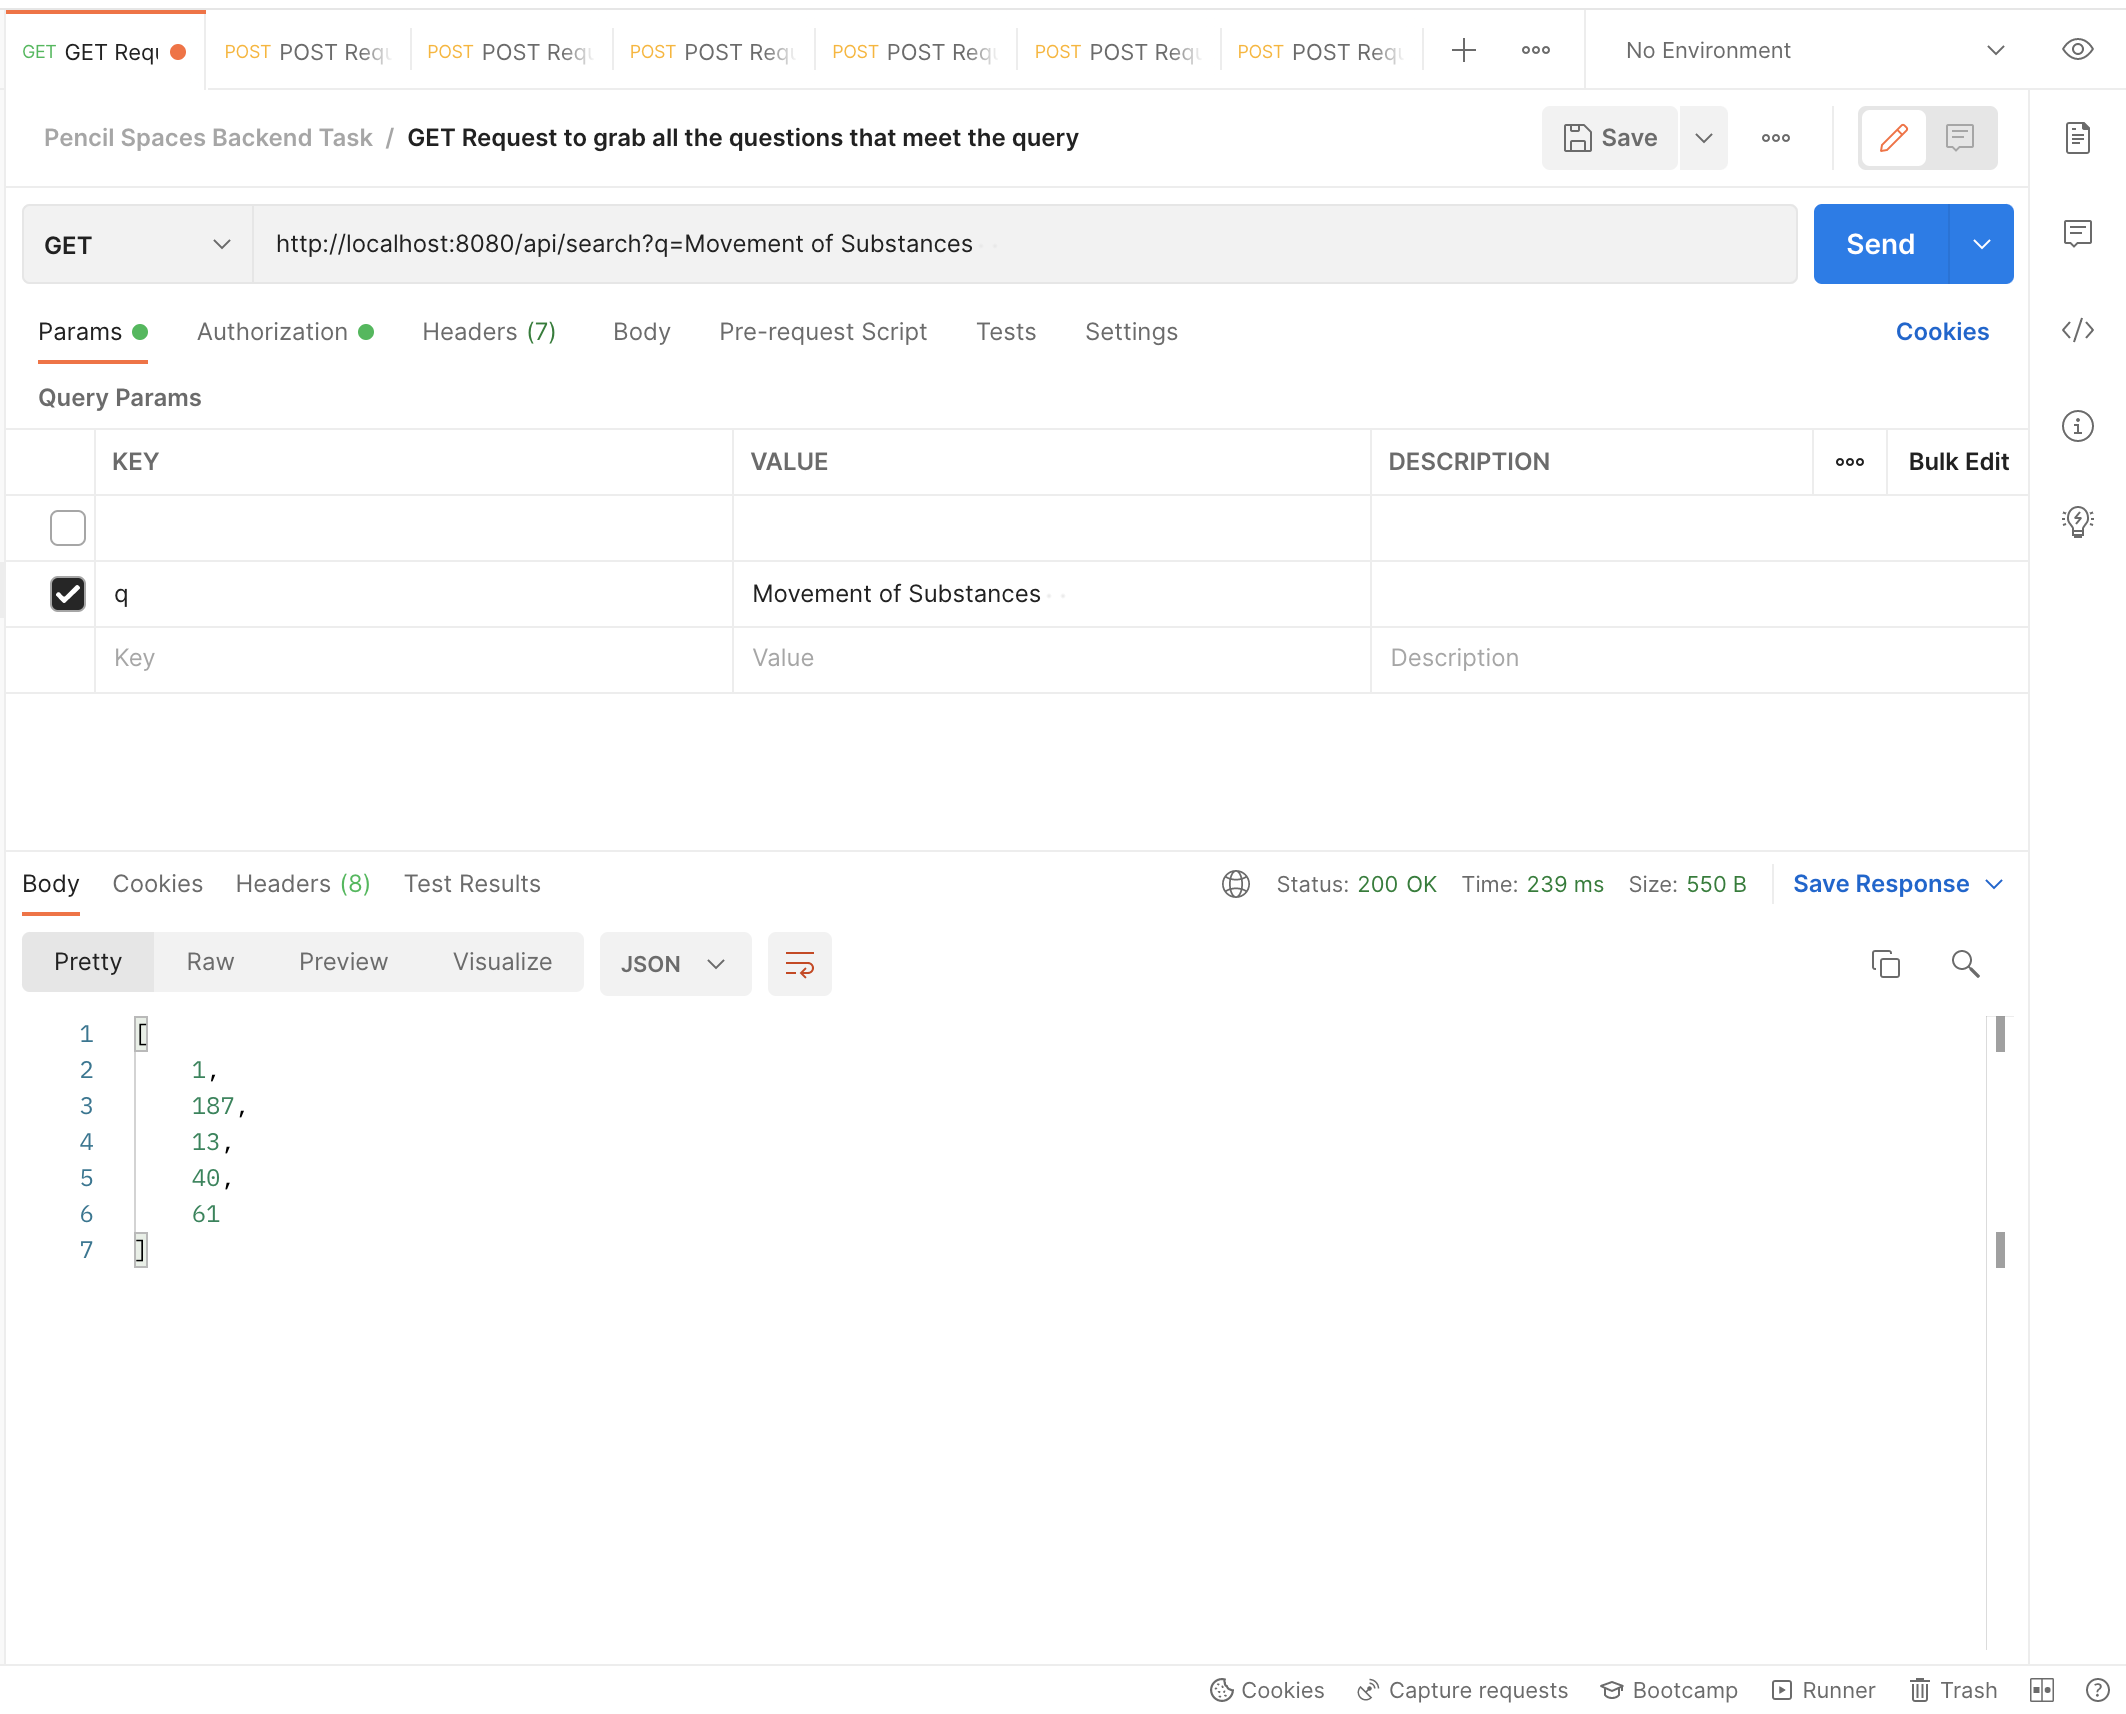 GET GET Requ POST POST Requ POST POST Requ POST POST Requ POST POST Requ POST POST Requ POST POST Requ No Environment
Pencil Spaces Backend Task / GET Request to grab all the questions that meet the query Save
GET http://localhost:8080/api/search?q=Movement of Substances Send
Params Authorization Headers (7) Body Pre-request Script Tests Settings Cookies
Query Params
KEY VALUE DESCRIPTION Bulk Edit
q Movement of Substances
Key Value Description
Body Cookies Headers (8) Test Results Status: 200 OK Time: 239 ms Size: 550 B Save Response
Pretty Raw Preview Visualize JSON
1 [
2 1,
3 187,
4 13,
5 40,
6 61
7 ]
Cookies Capture requests Bootcamp Runner Trash